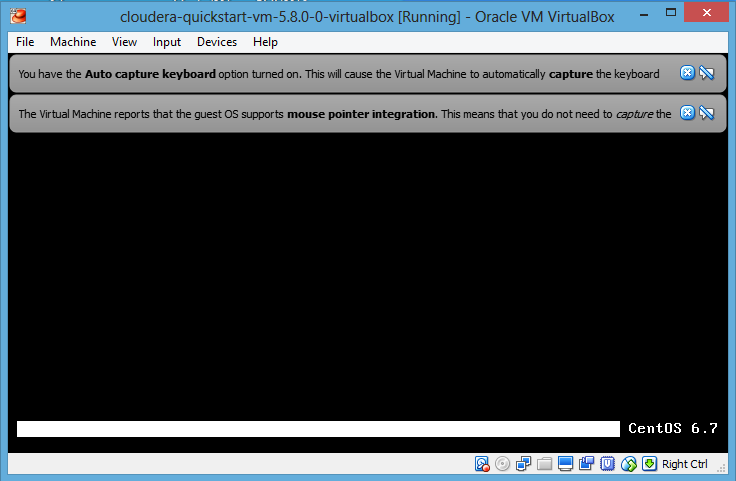 cloudera-quickstart-vm-5.8.0-0-virtualbox [Running] - Oracle VM VirtualBox
File Machine View Input Devices Help
You have the Auto capture keyboard option turned on. This will cause the Virtual Machine to automatically capture the keyboard
The Virtual Machine reports that the guest OS supports mouse pointer integration. This means that you do not need to capture the
CentOS 6.7
Right Ctrl